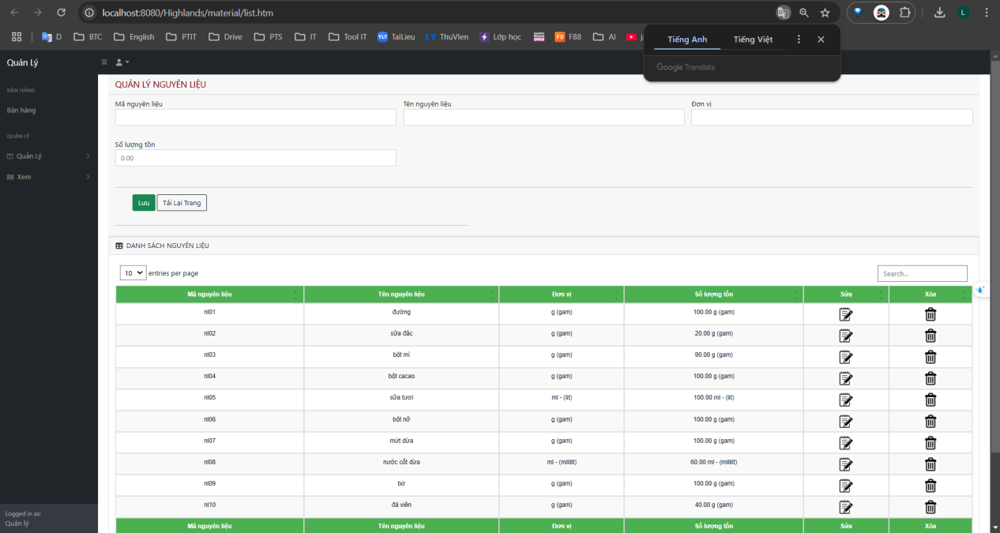 localhost:8080/Highlands/material/list.htm
L
D BTC English PTIT Drive PTS IT Tool IT TLT TalLieu ThuVIen Lớp học F8 F88 AI
Tiếng Anh Tiếng Việt
Google Translate
Quản Lý
BÁN HÀNG
Bán hàng
QUẢN LÝ
Quản Lý
Xem
QUẢN LÝ NGUYÊN LIỆU
Mã nguyên liệu Tên nguyên liệu Đơn vị
Số lượng tồn
0.00
Lưu Tải Lại Trang
DANH SÁCH NGUYÊN LIỆU
10 entries per page Search...
Mã nguyên liệu Tên nguyên liệu Đơn vị Số lượng tồn Sửa Xóa
nl01 đường g (gam) 100.00 g (gam)
nl02 sữa đặc g (gam) 20.00 g (gam)
nl03 bột mì g (gam) 90.00 g (gam)
nl04 bột cacao g (gam) 100.00 g (gam)
nl05 sữa tươi ml - (lít) 100.00 ml - (lít)
nl06 bột nở g (gam) 100.00 g (gam)
nl07 mứt dừa g (gam) 100.00 g (gam)
nl08 nước cốt dừa ml - (mililit) 60.00 ml - (mililit)
nl09 bơ g (gam) 100.00 g (gam)
nl10 đá viên g (gam) 40.00 g (gam)
Mã nguyên liệu Tên nguyên liệu Đơn vị Số lượng tồn Sửa Xóa
Logged in as:
Quản lý